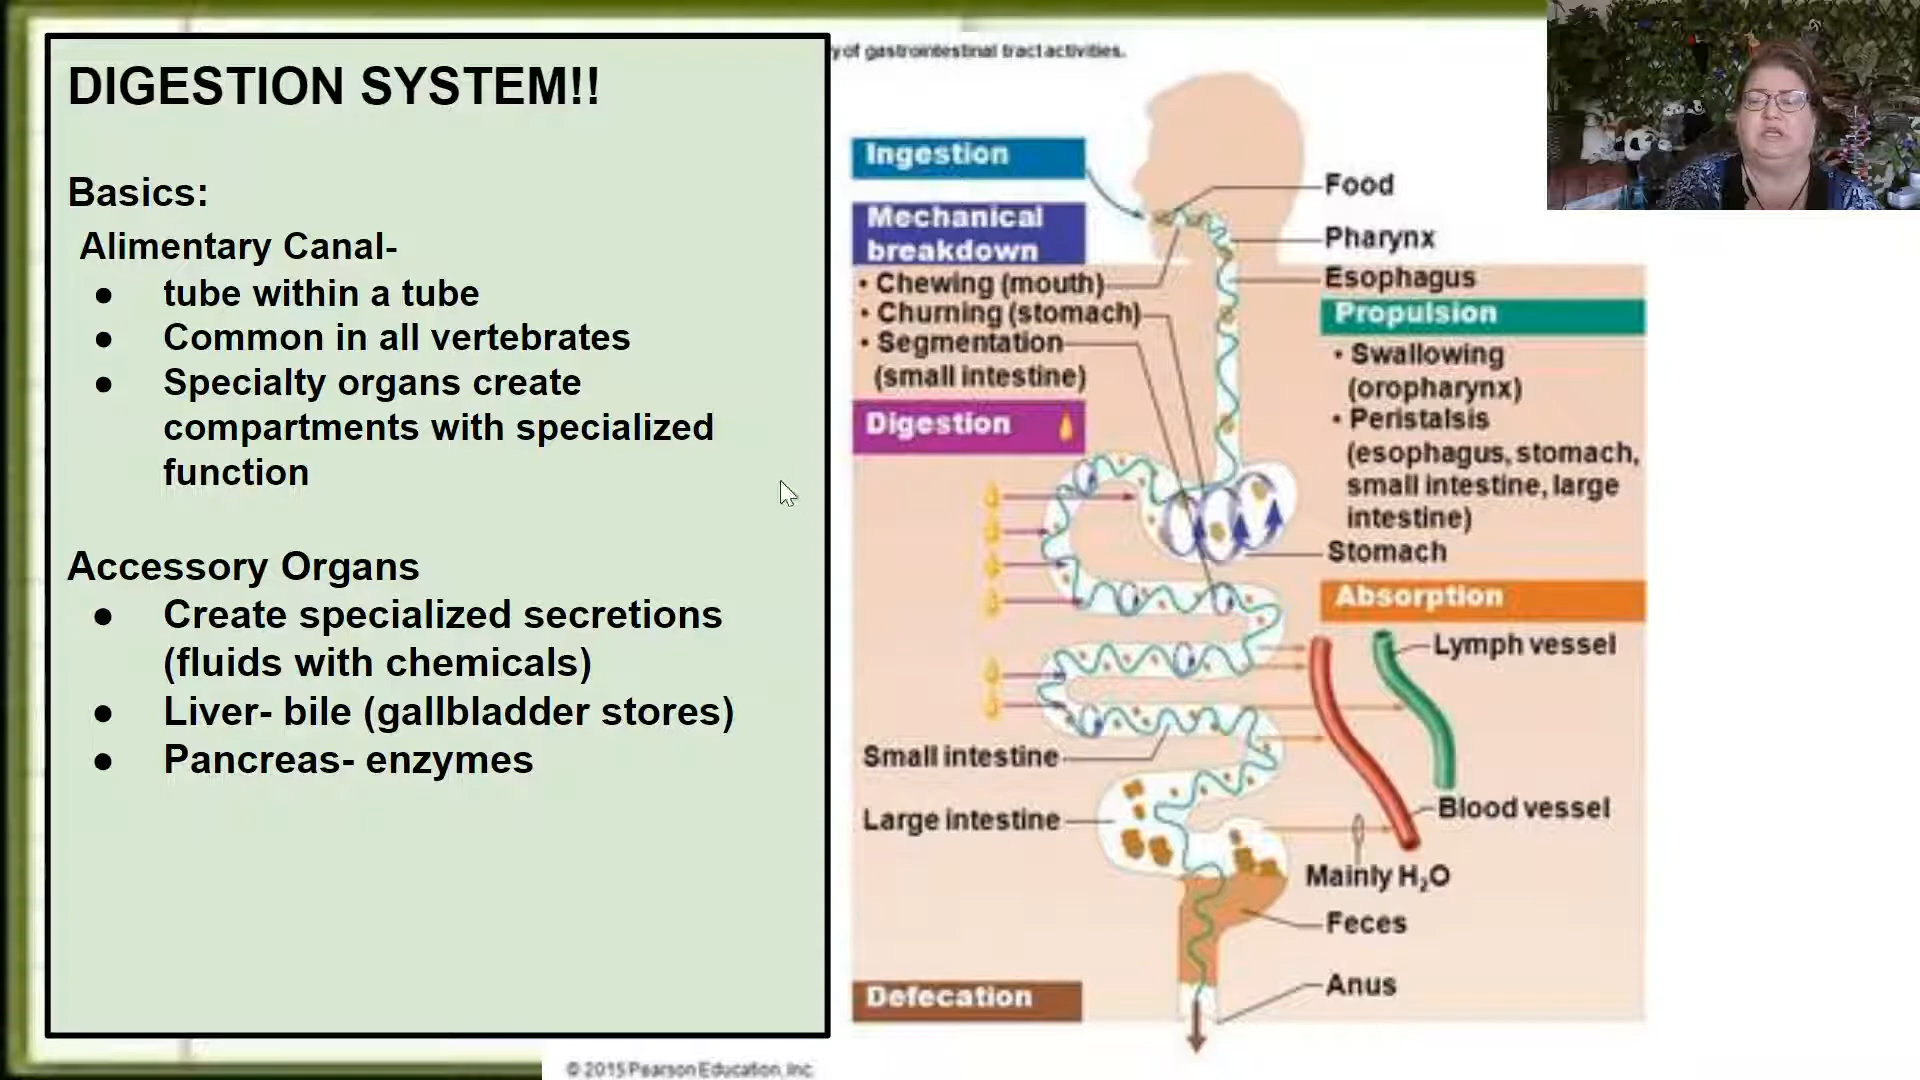 DIGESTION SYSTEM!!
Basics:
Alimentary Canal-
● tube within a tube
● Common in all vertebrates
● Specialty organs create
compartments with specialized
function
Accessory Organs
● Create specialized secretions
(fluids with chemicals)
● Liver- bile (gallbladder stores)
● Pancreas- enzymes
y of gastrointestinal tract activities.
Ingestion
Mechanical
breakdown
• Chewing (mouth)
• Churning (stomach)
• Segmentation
(small intestine)
Digestion
Food
Pharynx
Esophagus
Propulsion
• Swallowing
(oropharynx)
• Peristalsis
(esophagus, stomach,
small intestine, large
intestine)
Stomach
Absorption
Lymph vessel
Small intestine
Blood vessel
Large intestine
Mainly H₂O
Feces
Anus
Defecation
© 2015 Pearson Education, Inc.